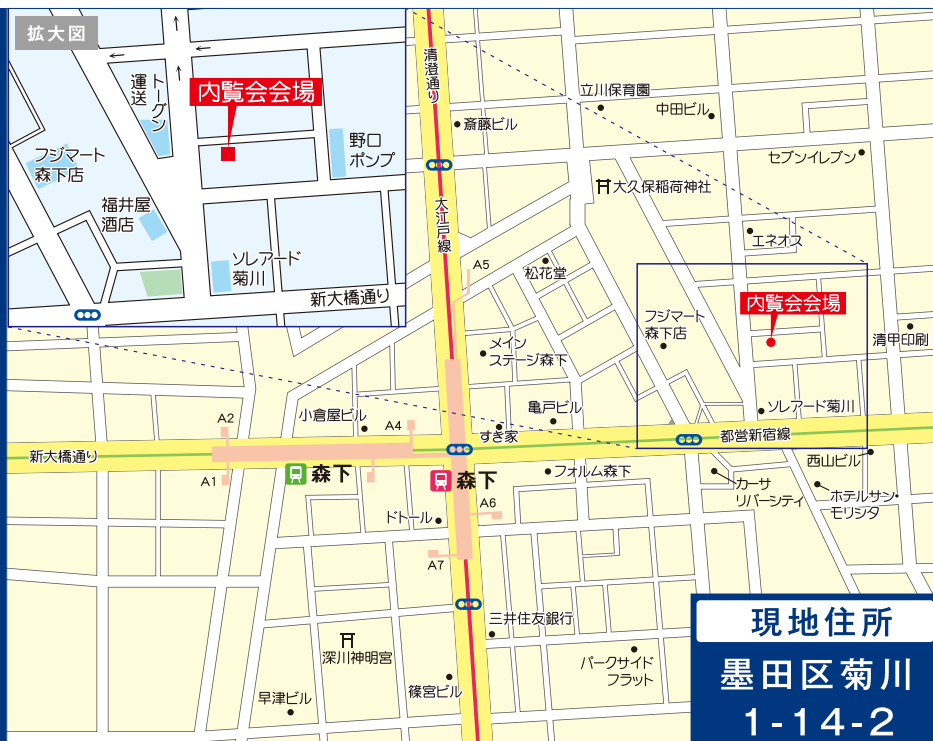 拡大図
トーグン
運送
内覧会会場
野口
ポンプ
フジマート
森下店
福井屋
酒店
ソレアード
菊川
新大橋通り
清澄通り
斎藤ビル
立川保育園
中田ビル
セブンイレブン
大久保稲荷神社
大江戸線
エネオス
A5
松花堂
内覧会会場
フジマート
森下店
清甲印刷
メイン
ステージ森下
ソレアード菊川
亀戸ビル
小倉屋ビル
A2
A4
すき家
都営新宿線
新大橋通り
西山ビル
森下
森下
フォルム森下
A1
カーサ
リバーシティ
ホテルサン・
モリシタ
A6
ドトール
A7
三井住友銀行
深川神明宮
パークサイド
フラット
篠宮ビル
早津ビル
現地住所
墨田区菊川
1-14-2